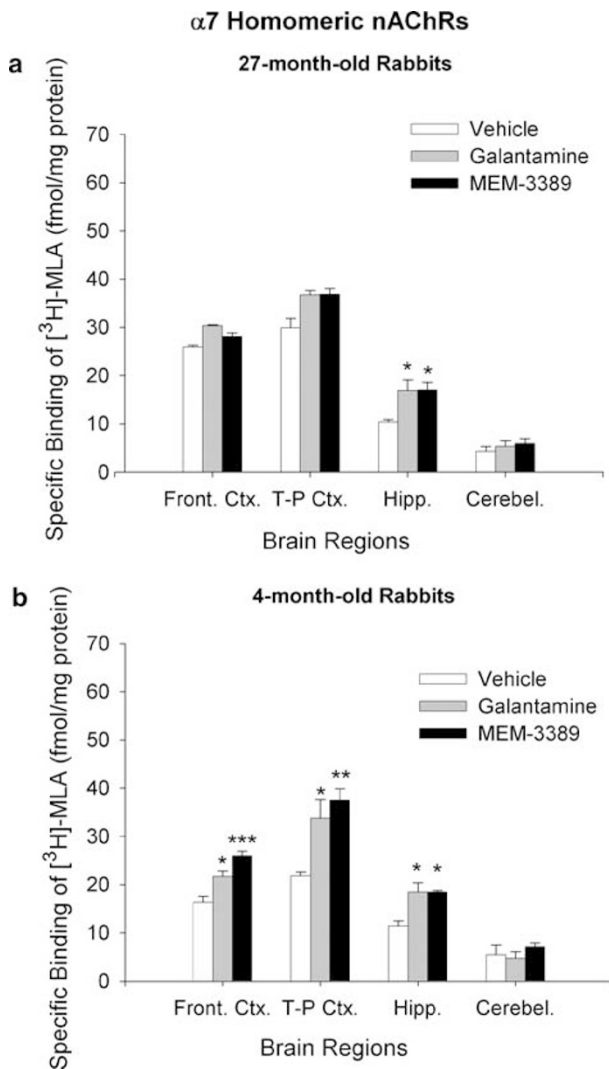 α7 Homomeric nAChRs
a
27-month-old Rabbits
Specific Binding of [³H]-MLA (fmol/mg protein)
70
60
50
40
30
20
10
0
Vehicle
Galantamine
MEM-3389
* *
Front. Ctx. T-P Ctx. Hipp. Cerebel.
Brain Regions
b
4-month-old Rabbits
Specific Binding of [³H]-MLA (fmol/mg protein)
70
60
50
40
30
20
10
0
Vehicle
Galantamine
MEM-3389
* **
* ***
* *
Front. Ctx. T-P Ctx. Hipp. Cerebel.
Brain Regions